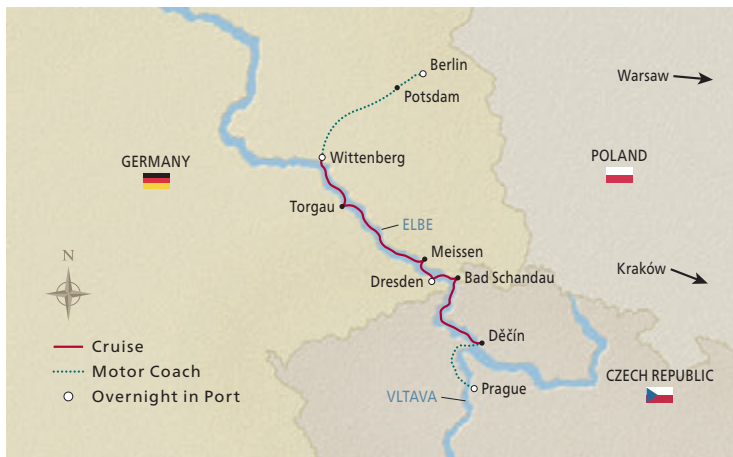 Berlin
Warsaw
Potsdam
GERMANY
Wittenberg
POLAND
Torgau
ELBE
Meissen
N
Dresden
Bad Schandau
Kraków
Děčín
Cruise
Motor Coach
CZECH REPUBLIC
Prague
Overnight in Port
VLTAVA